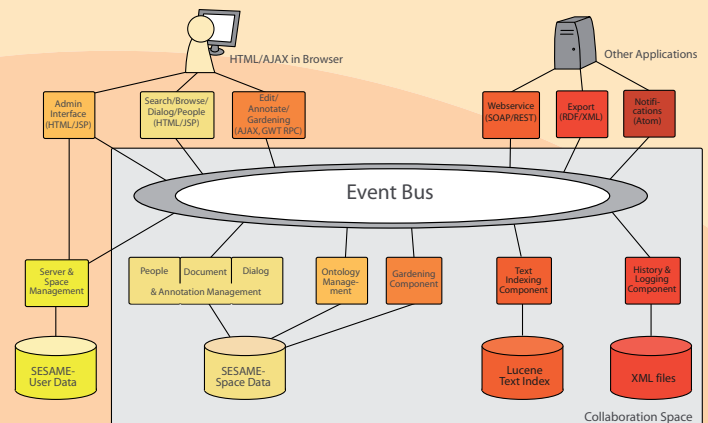 HTML/AJAX in Browser
Other Applications
Admin
Interface
(HTML/JSP)
Search/Browse/
Dialog/People
(HTML/JSP)
Edit/
Annotate/
Gardening
(AJAX, GWT RPC)
Webservice
(SOAP/REST)
Export
(RDF/XML)
Notifi-
cations
(Atom)
Event Bus
Server &
Space
Management
People
Document
Dialog
& Annotation Management
Ontology
Manage-
ment
Gardening
Component
Text
Indexing
Component
History &
Logging
Component
SESAME-
User Data
SESAME-
Space Data
Lucene
Text Index
XML files
Collaboration Space